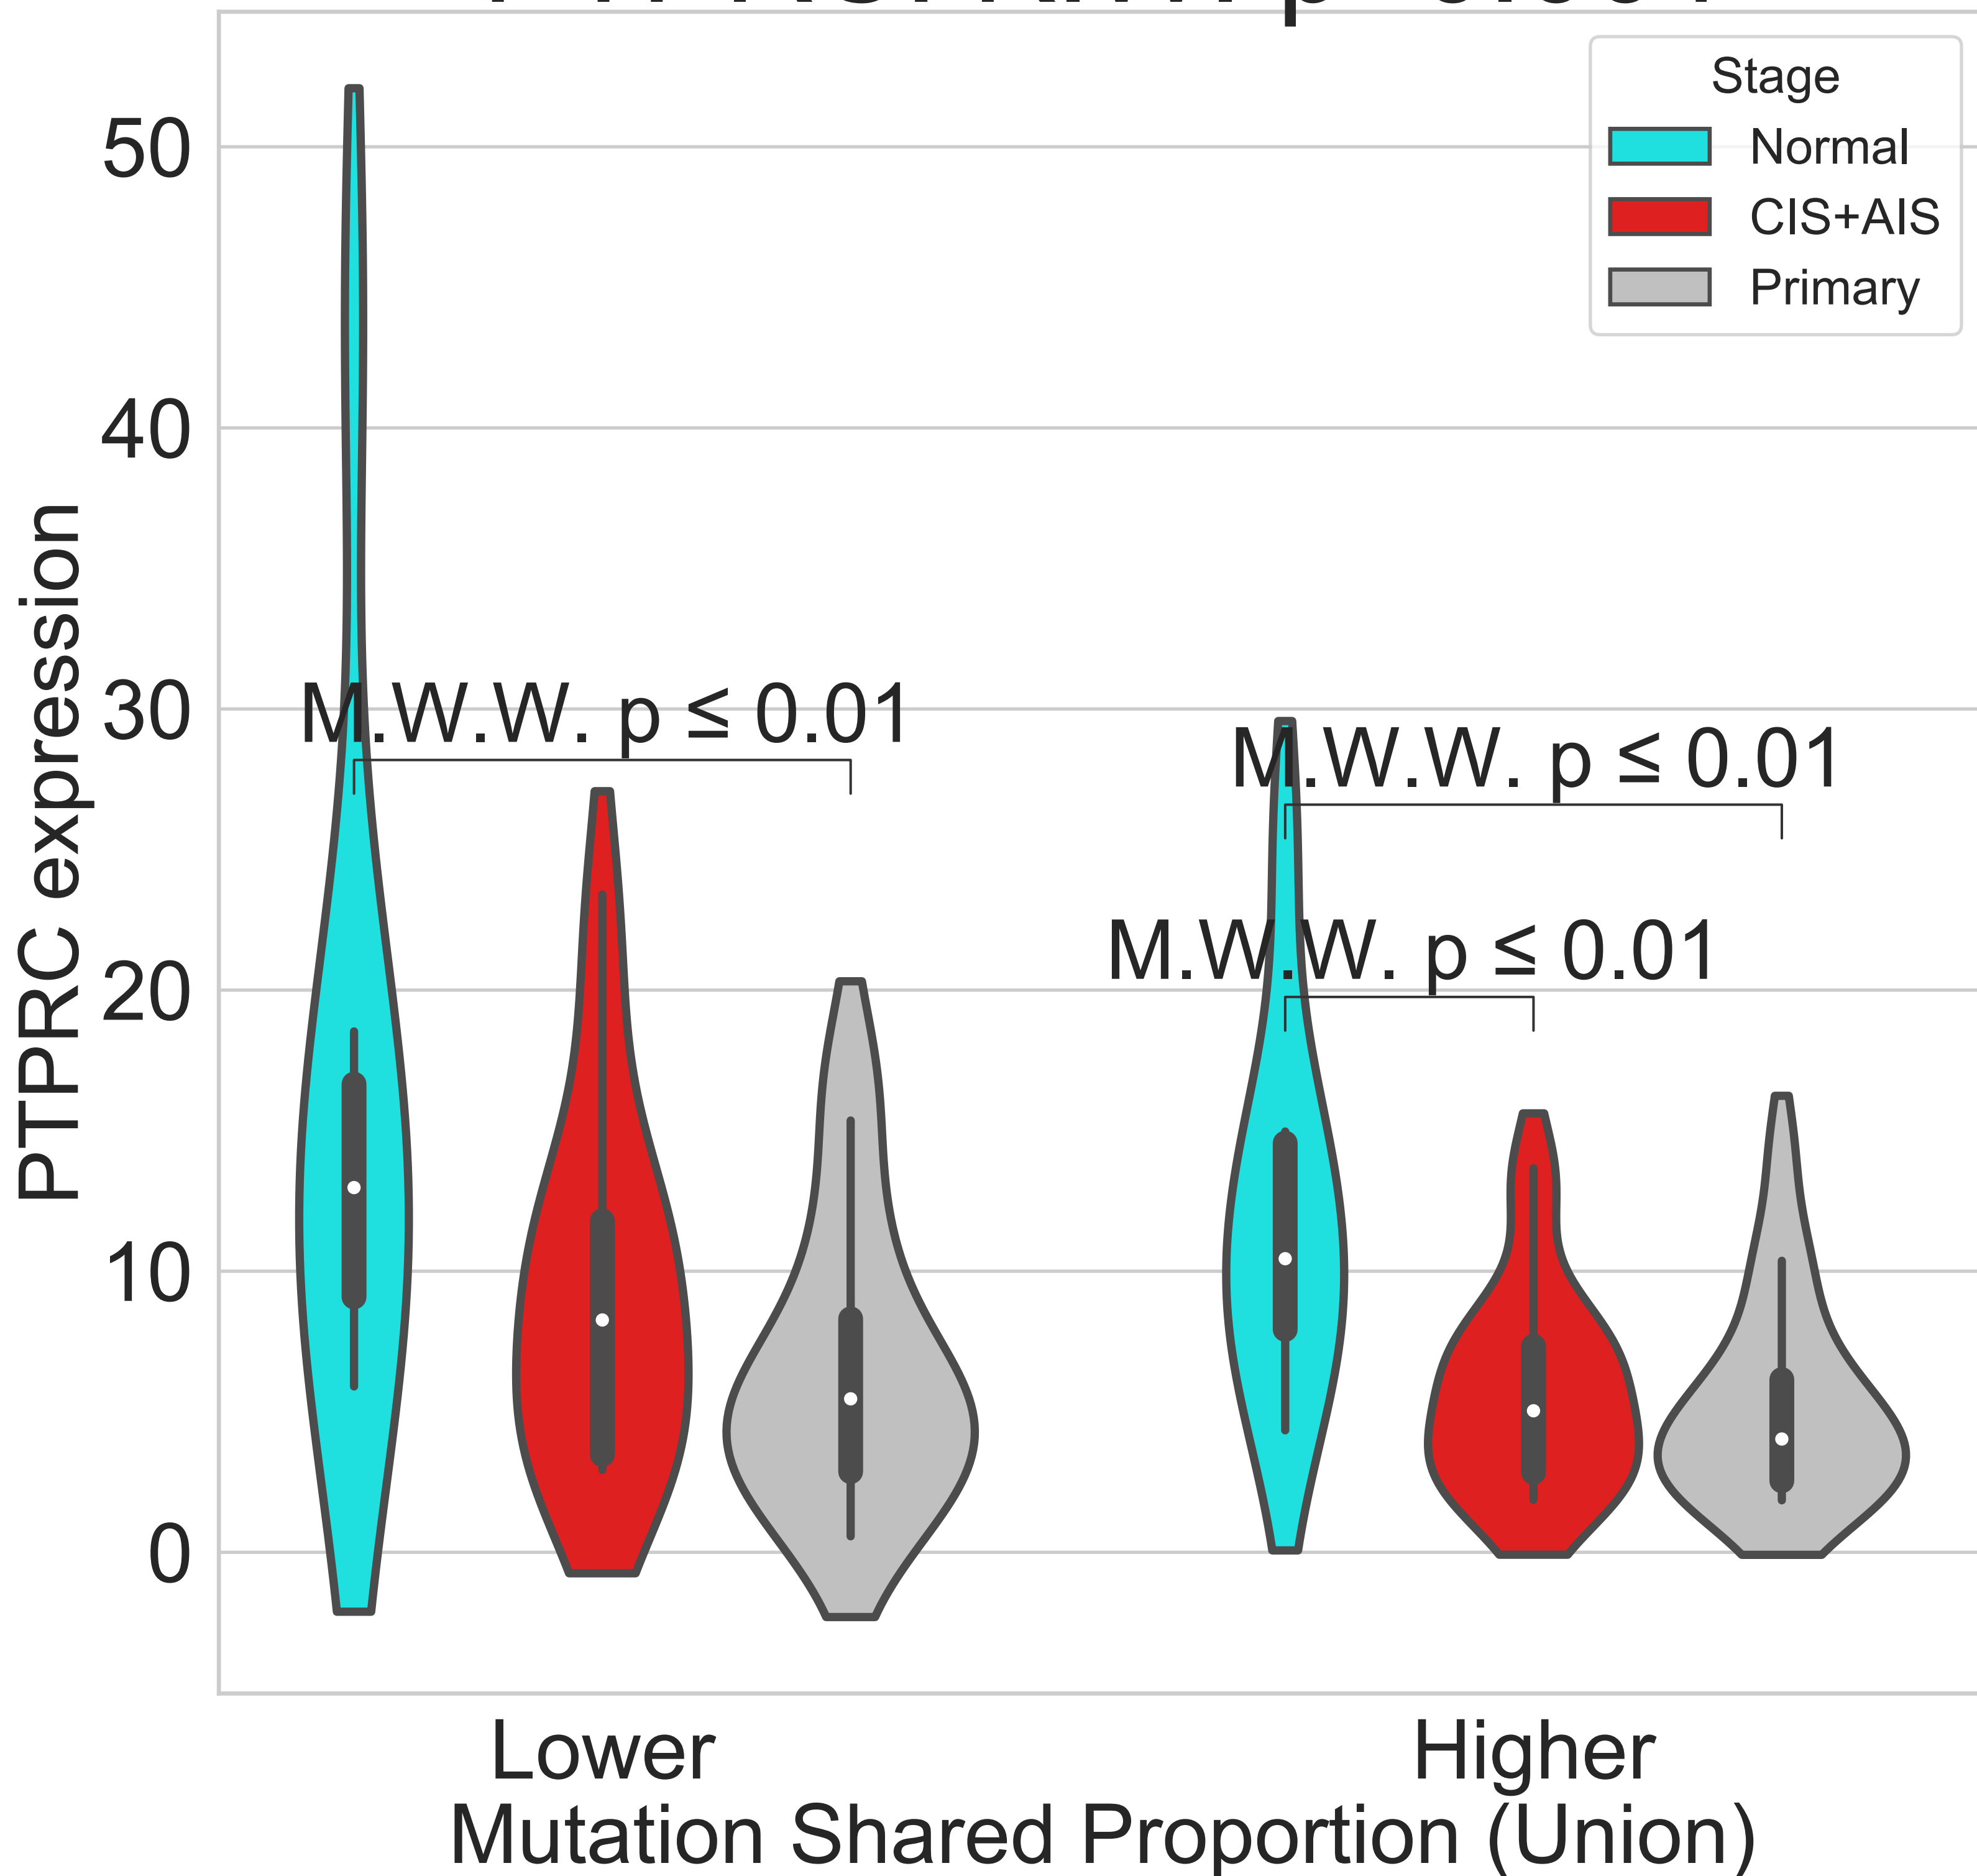 Stage
Normal
CIS+AIS
Primary
50
40
30
20
10
0
PTPRC expression
M.W.W. p ≤ 0.01
M.W.W. p ≤ 0.01
M.W.W. p ≤ 0.01
Lower
Higher
Mutation Shared Proportion (Union)